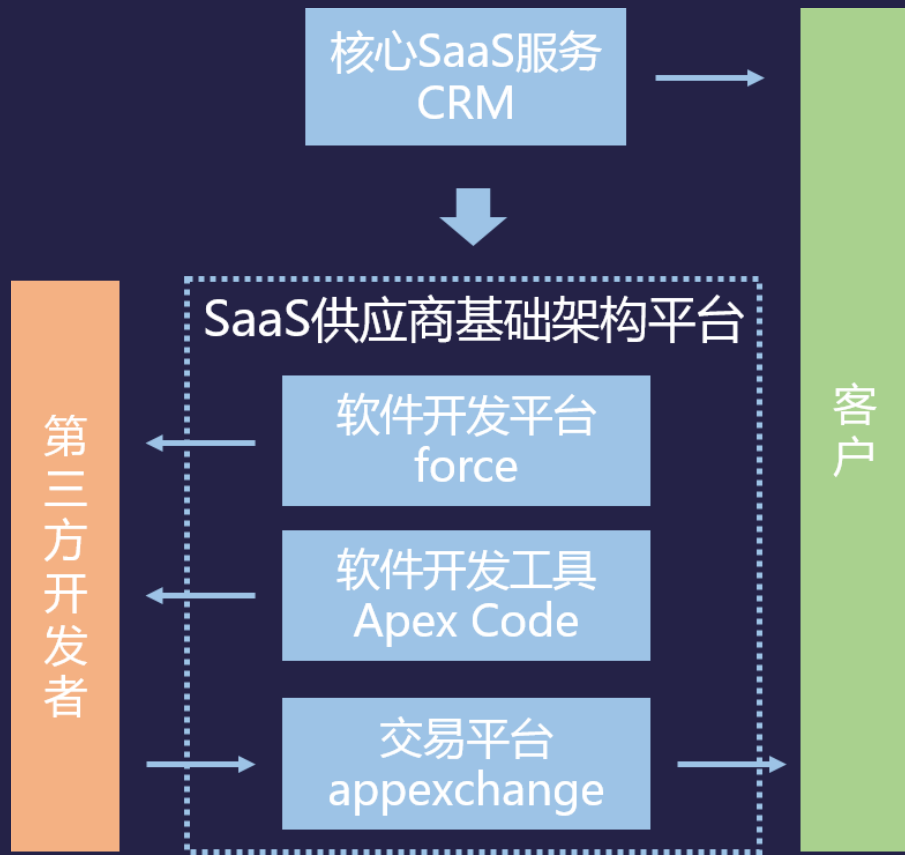 核心SaaS服务
CRM
SaaS供应商基础架构平台
软件开发平台
force
软件开发工具
Apex Code
交易平台
appexchange
第三方开发者
客户